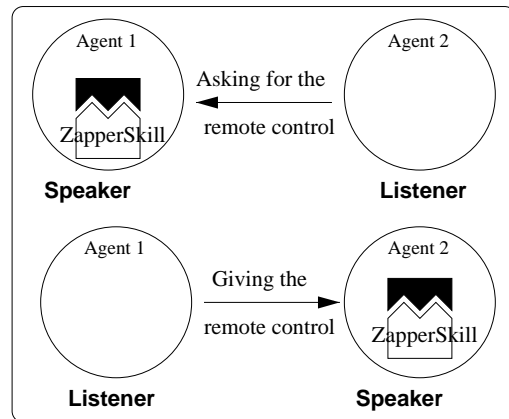 Agent 1
Agent 2
Asking for the
remote control
ZapperSkill
Speaker
Listener
Agent 1
Agent 2
Giving the
remote control
ZapperSkill
Listener
Speaker